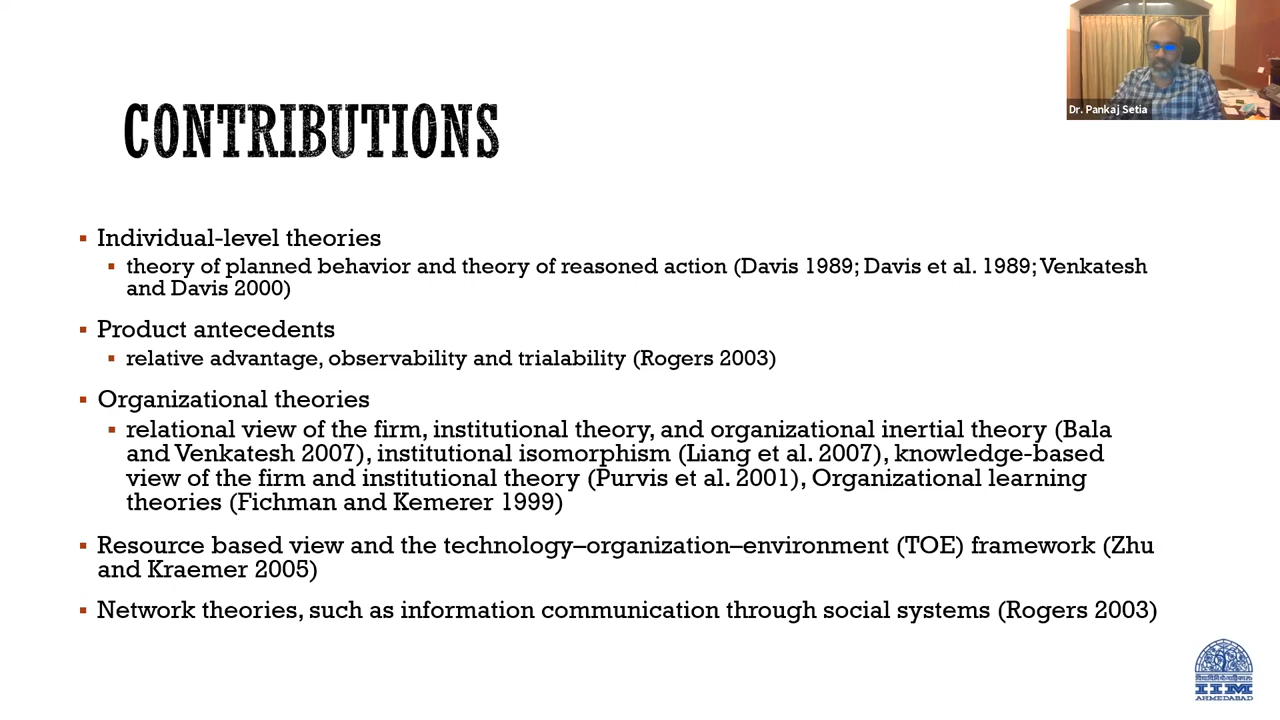 Dr. Pankaj Setia
CONTRIBUTIONS
Individual-level theories
theory of planned behavior and theory of reasoned action (Davis 1989; Davis et al. 1989; Venkatesh
and Davis 2000)
Product antecedents
relative advantage, observability and trialability (Rogers 2003)
Organizational theories
relational view of the firm, institutional theory, and organizational inertial theory (Bala
and Venkatesh 2007), institutional isomorphism (Liang et al. 2007), knowledge-based
view of the firm and institutional theory (Purvis et al. 2001), Organizational learning
theories (Fichman and Kemerer 1999)
Resource based view and the technology–organization–environment (TOE) framework (Zhu
and Kraemer 2005)
Network theories, such as information communication through social systems (Rogers 2003)
IIM
AHMEDABAD